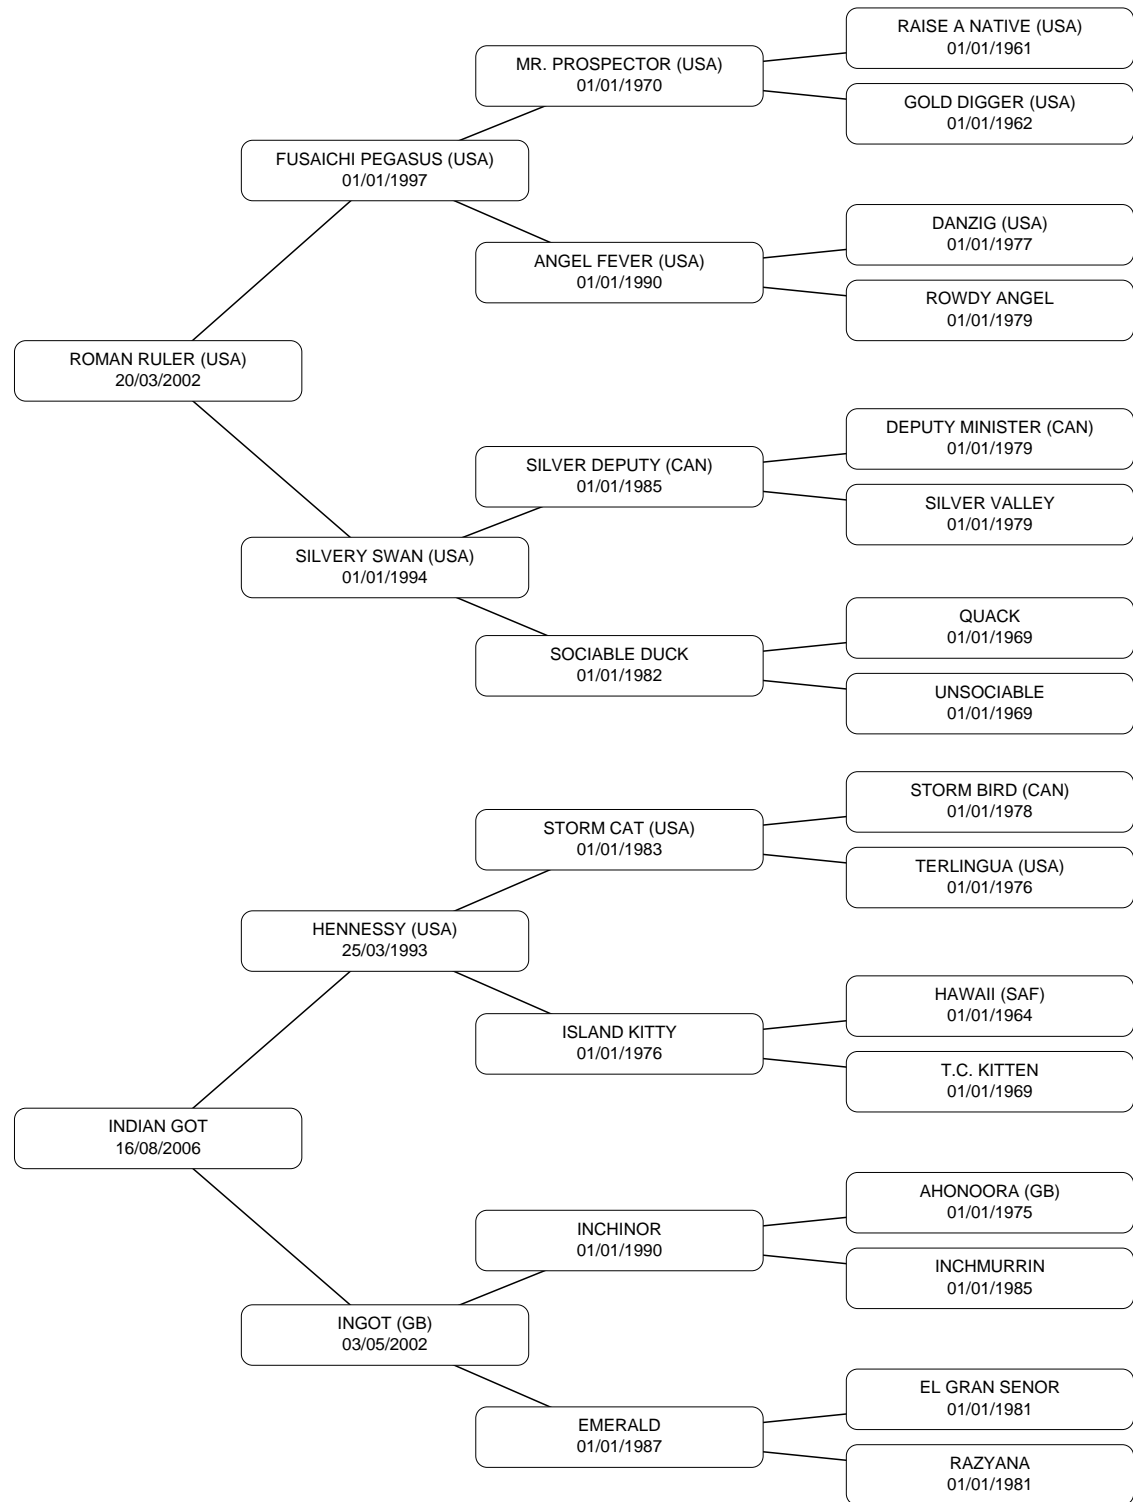 RAISE A NATIVE (USA)
01/01/1961
MR. PROSPECTOR (USA)
01/01/1970
GOLD DIGGER (USA)
01/01/1962
FUSAICHI PEGASUS (USA)
01/01/1997
DANZIG (USA)
01/01/1977
ANGEL FEVER (USA)
01/01/1990
ROWDY ANGEL
01/01/1979
ROMAN RULER (USA)
20/03/2002
DEPUTY MINISTER (CAN)
01/01/1979
SILVER DEPUTY (CAN)
01/01/1985
SILVER VALLEY
01/01/1979
SILVERY SWAN (USA)
01/01/1994
QUACK
01/01/1969
SOCIABLE DUCK
01/01/1982
UNSOCIABLE
01/01/1969
STORM BIRD (CAN)
01/01/1978
STORM CAT (USA)
01/01/1983
TERLINGUA (USA)
01/01/1976
HENNESSY (USA)
25/03/1993
HAWAII (SAF)
01/01/1964
ISLAND KITTY
01/01/1976
T.C. KITTEN
01/01/1969
INDIAN GOT
16/08/2006
AHONOORA (GB)
01/01/1975
INCHINOR
01/01/1990
INCHMURRIN
01/01/1985
INGOT (GB)
03/05/2002
EL GRAN SENOR
01/01/1981
EMERALD
01/01/1987
RAZYANA
01/01/1981